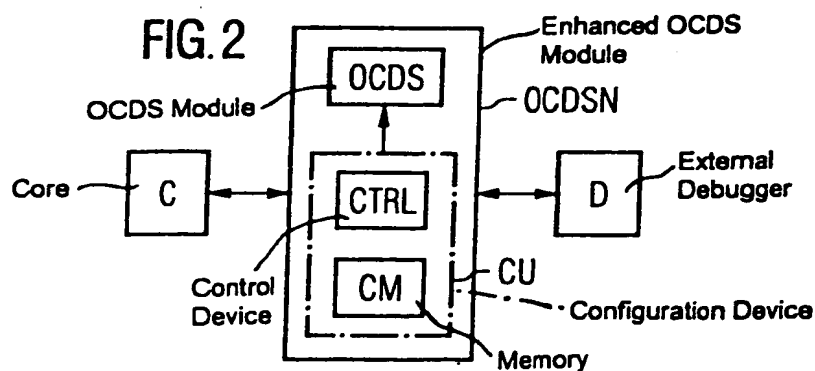 FIG. 2
Enhanced OCDS
Module
OCDS
OCDS Module
OCDSN
Core
C
CTRL
D
External
Debugger
Control
Device
CM
CU
Configuration Device
Memory